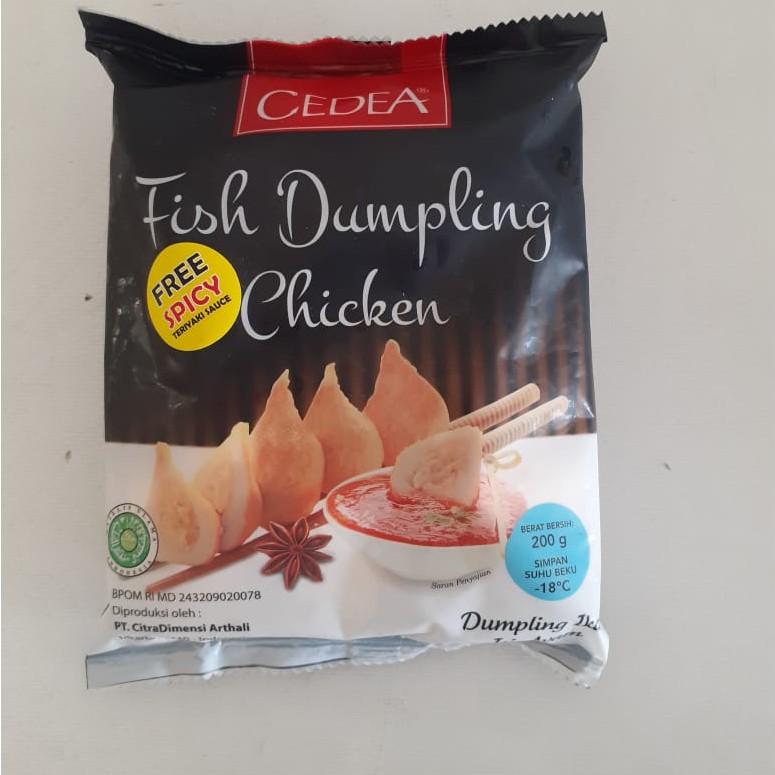 CEDEA®
Fish Dumpling
Chicken
FREE
SPICY
TERIYAKI SAUCE
BERAT BERSIH:
200 g
SIMPAN
SUHU BEKU
-18°C
Saran Penyajian
BPOM RI MD 243209020078
Diproduksi oleh :
PT. CitraDimensi Arthali
Dumpling